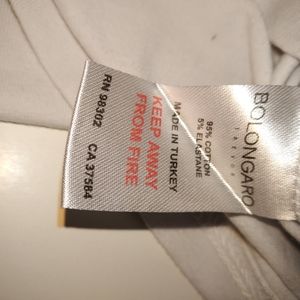 BOLONGARO
trevor
95% COTTON
5% ELASTANE
MADE IN TURKEY
KEEP AWAY
FROM FIRE
RN 98302
CA 37584